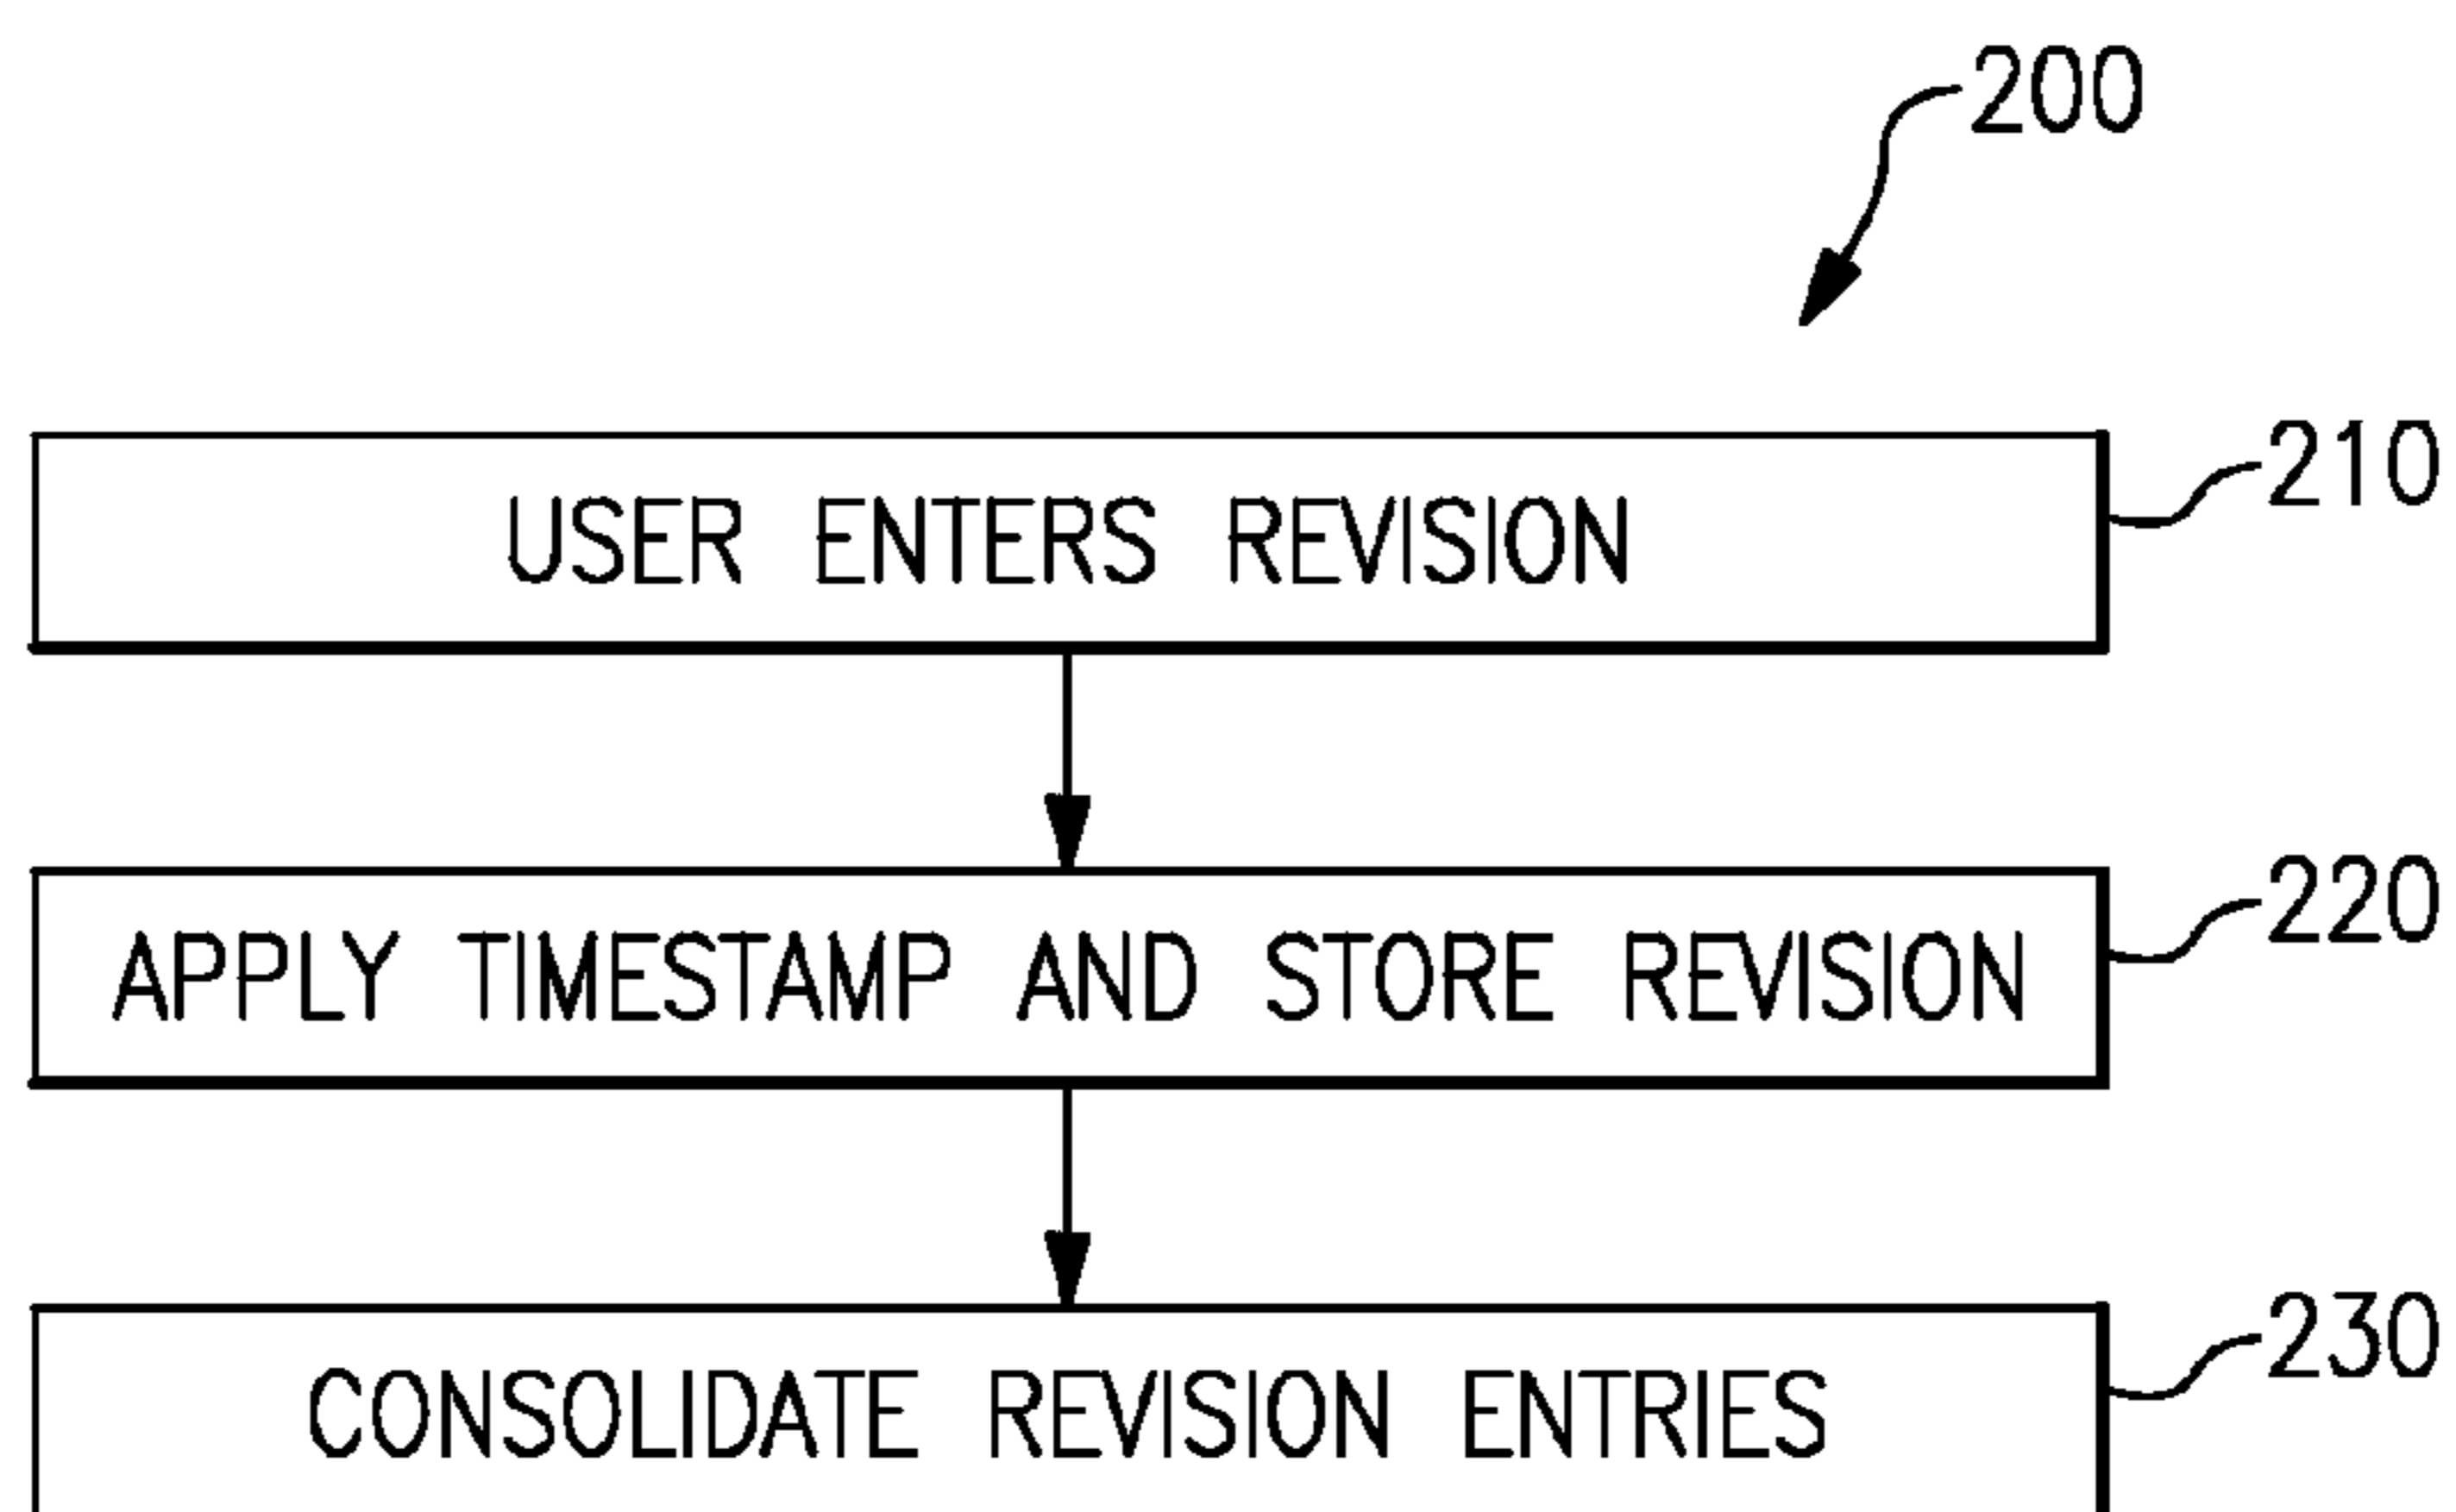 200
USER ENTERS REVISION
210
APPLY TIMESTAMP AND STORE REVISION
220
CONSOLIDATE REVISION ENTRIES
230